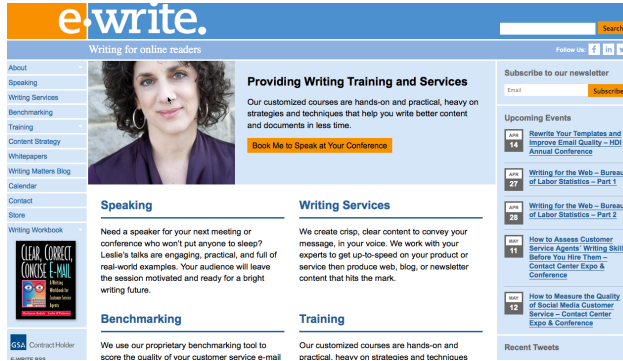 e-write.
Writing for online readers
Search
Follow Us:
About
Speaking
Writing Services
Benchmarking
Training
Content Strategy
Whitepapers
Writing Matters Blog
Calendar
Contact
Store
Writing Workbook
CLEAR, CORRECT,
CONCISE E-MAIL
A Writing
Workbook for
Customer Service
Agents
GSA Contract Holder
E-WRITE RSS
Providing Writing Training and Services
Our customized courses are hands-on and practical, heavy on
strategies and techniques that help you write better content
and documents in less time.
Book Me to Speak at Your Conference
Speaking
Need a speaker for your next meeting or
conference who won't put anyone to sleep?
Leslie's talks are engaging, practical, and full of
real-world examples. Your audience will leave
the session motivated and ready for a bright
writing future.
Writing Services
We create crisp, clear content to convey your
message, in your voice. We work with your
experts to get up-to-speed on your product or
service then produce web, blog, or newsletter
content that hits the mark.
Benchmarking
We use our proprietary benchmarking tool to
score the quality of your customer service e-mail
Training
Our customized courses are hands-on and
practical, heavy on strategies and techniques
Subscribe to our newsletter
Email
Subscribe
Upcoming Events
APR
14
Rewrite Your Templates and
Improve Email Quality – HDI
Annual Conference
APR
27
Writing for the Web – Bureau
of Labor Statistics – Part 1
APR
28
Writing for the Web – Bureau
of Labor Statistics – Part 2
MAY
11
How to Assess Customer
Service Agents' Writing Skill
Before You Hire Them –
Contact Center Expo &
Conference
MAY
12
How to Measure the Quality
of Social Media Customer
Service – Contact Center
Expo & Conference
Recent Tweets